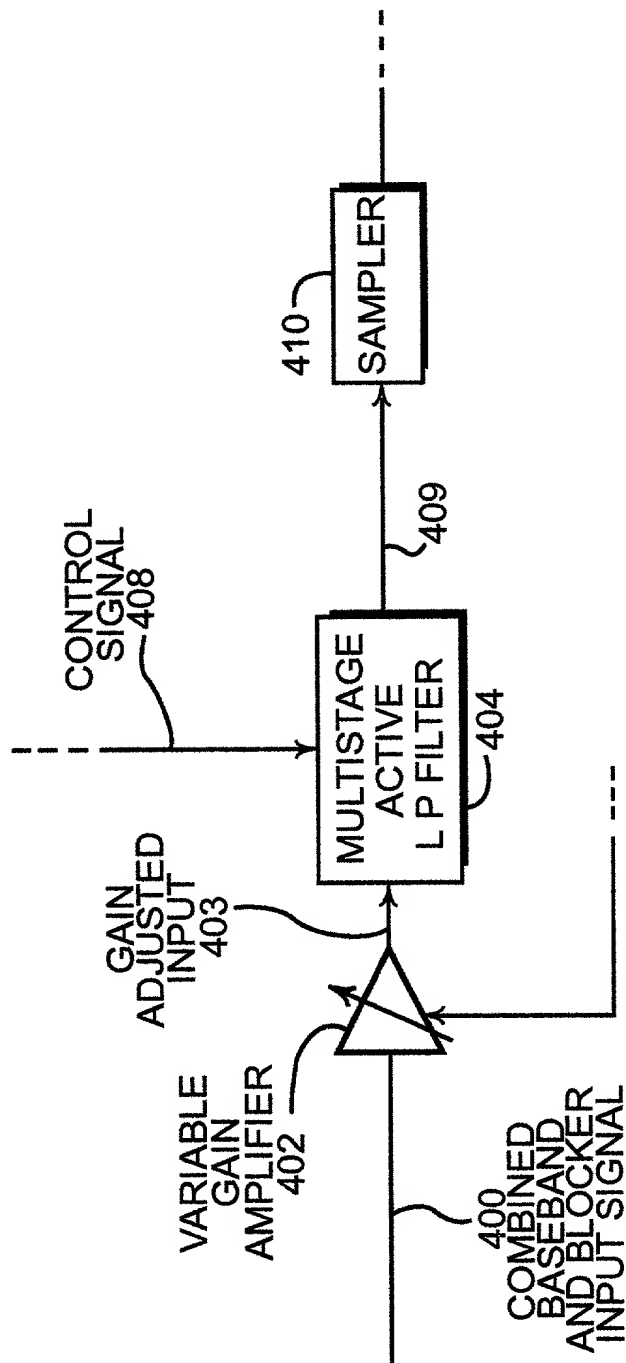 CONTROL
SIGNAL
408
GAIN
ADJUSTED
INPUT
403
VARIABLE
GAIN
AMPLIFIER
402
MULTISTAGE
ACTIVE
LP FILTER
404
410
SAMPLER
409
400
COMBINED
BASEBAND
AND BLOCKER
INPUT SIGNAL